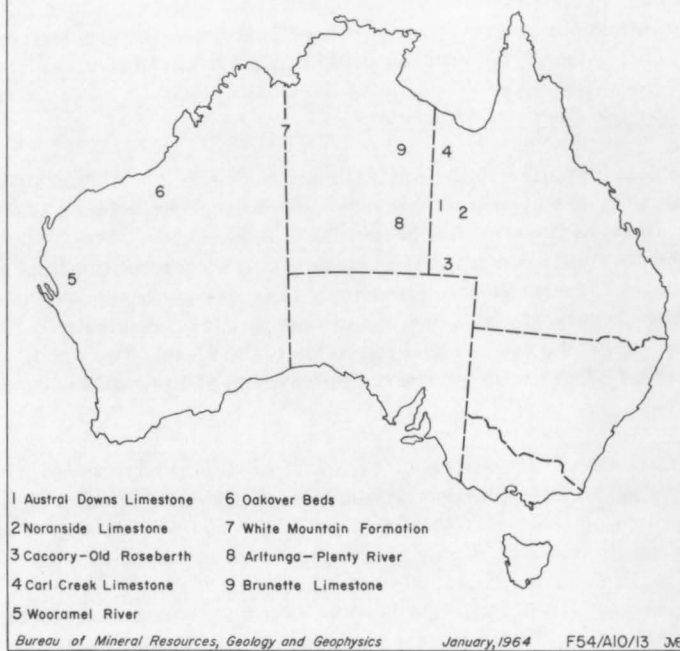 7
9
4
6
1
2
8
5
3
1 Austral Downs Limestone
2 Noranside Limestone
3 Cacoory-Old Roseberth
4 Carl Creek Limestone
5 Wooramel River
6 Oakover Beds
7 White Mountain Formation
8 Arltunga-Plenty River
9 Brunette Limestone
Bureau of Mineral Resources, Geology and Geophysics January, 1964 F54/A10/13